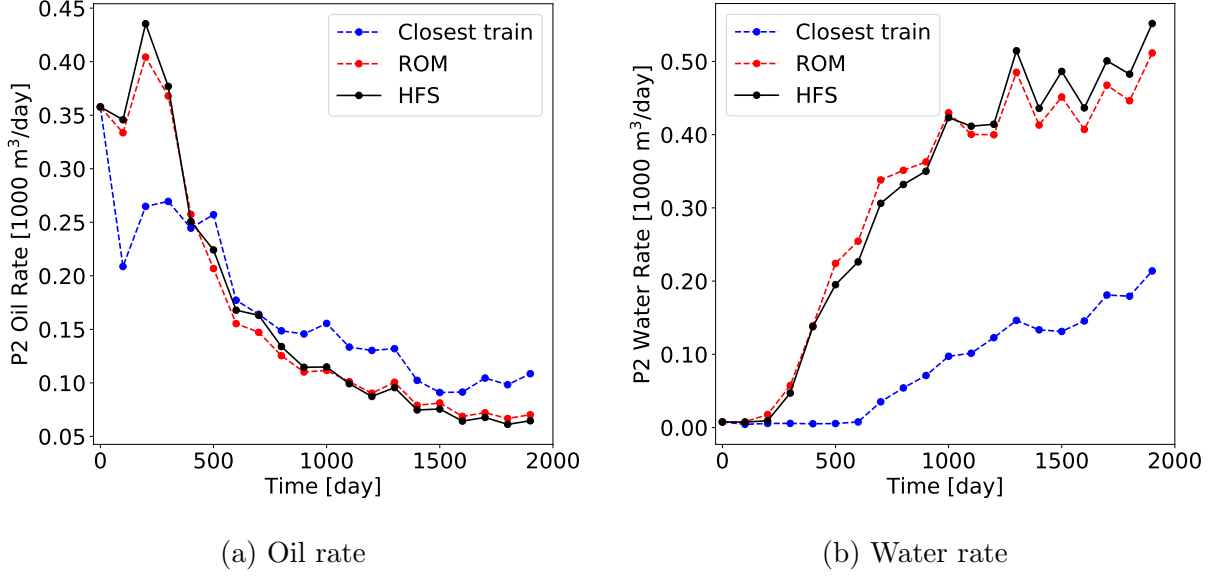 0.45
0.40
0.35
0.30
0.25
0.20
0.15
0.10
0.05
P2 Oil Rate [1000 m³/day]
Closest train
ROM
HFS
0 500 1000 1500 2000
Time [day]
(a) Oil rate
0.50
0.40
0.30
0.20
0.10
0.00
P2 Water Rate [1000 m³/day]
Closest train
ROM
HFS
0 500 1000 1500 2000
Time [day]
(b) Water rate